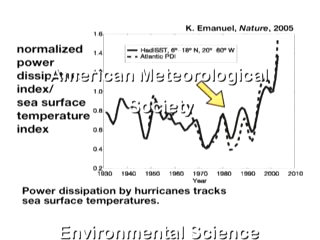 K. Emanuel, Nature, 2005
normalized
power
dissipation
index/
sea surface
temperature
index
American Meteorological
Society
HadISST, 6°-18°N, 20°-60°W
Atlantic PDI
1.6
1.4
1.2
1.0
0.8
0.6
0.4
0.2
1930 1940 1950 1960 1970 1980 1990 2000 2010
Year
Power dissipation by hurricanes tracks
sea surface temperatures.
Environmental Science